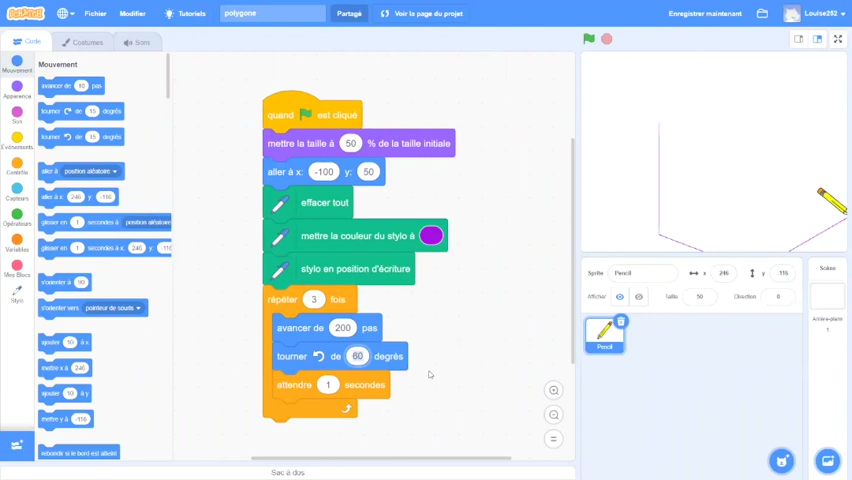 SCRATCH Fichier Modifier Tutoriels polygone Partagé Voir la page du projet Enregistrer maintenant Louise252
Code Costumes Sons
Mouvement
Apparence
Son
Événements
Contrôle
Capteurs
Opérateurs
Variables
Mes Blocs
Stylo
Mouvement
avancer de 10 pas
tourner 15 degrés
tourner 15 degrés
aller à position aléatoire
aller à x: 246 y: -116
glisser en 1 secondes à position aléatoire
glisser en 1 secondes à x: 246 y: -116
s'orienter à 90
s'orienter vers pointeur de souris
ajouter 10 à x
mettre x à 246
ajouter 10 à y
mettre y à -116
rebondir si le bord est atteint
quand est cliqué
mettre la taille à 50 % de la taille initiale
aller à x: -100 y: 50
effacer tout
mettre la couleur du stylo à
stylo en position d'écriture
répéter 3 fois
avancer de 200 pas
tourner de 60 degrés
attendre 1 secondes
Sac à dos
Sprite Pencil x 246 y -116
Afficher Taille 50 Direction 0
Pencil
Scène
Arrière-plans
1